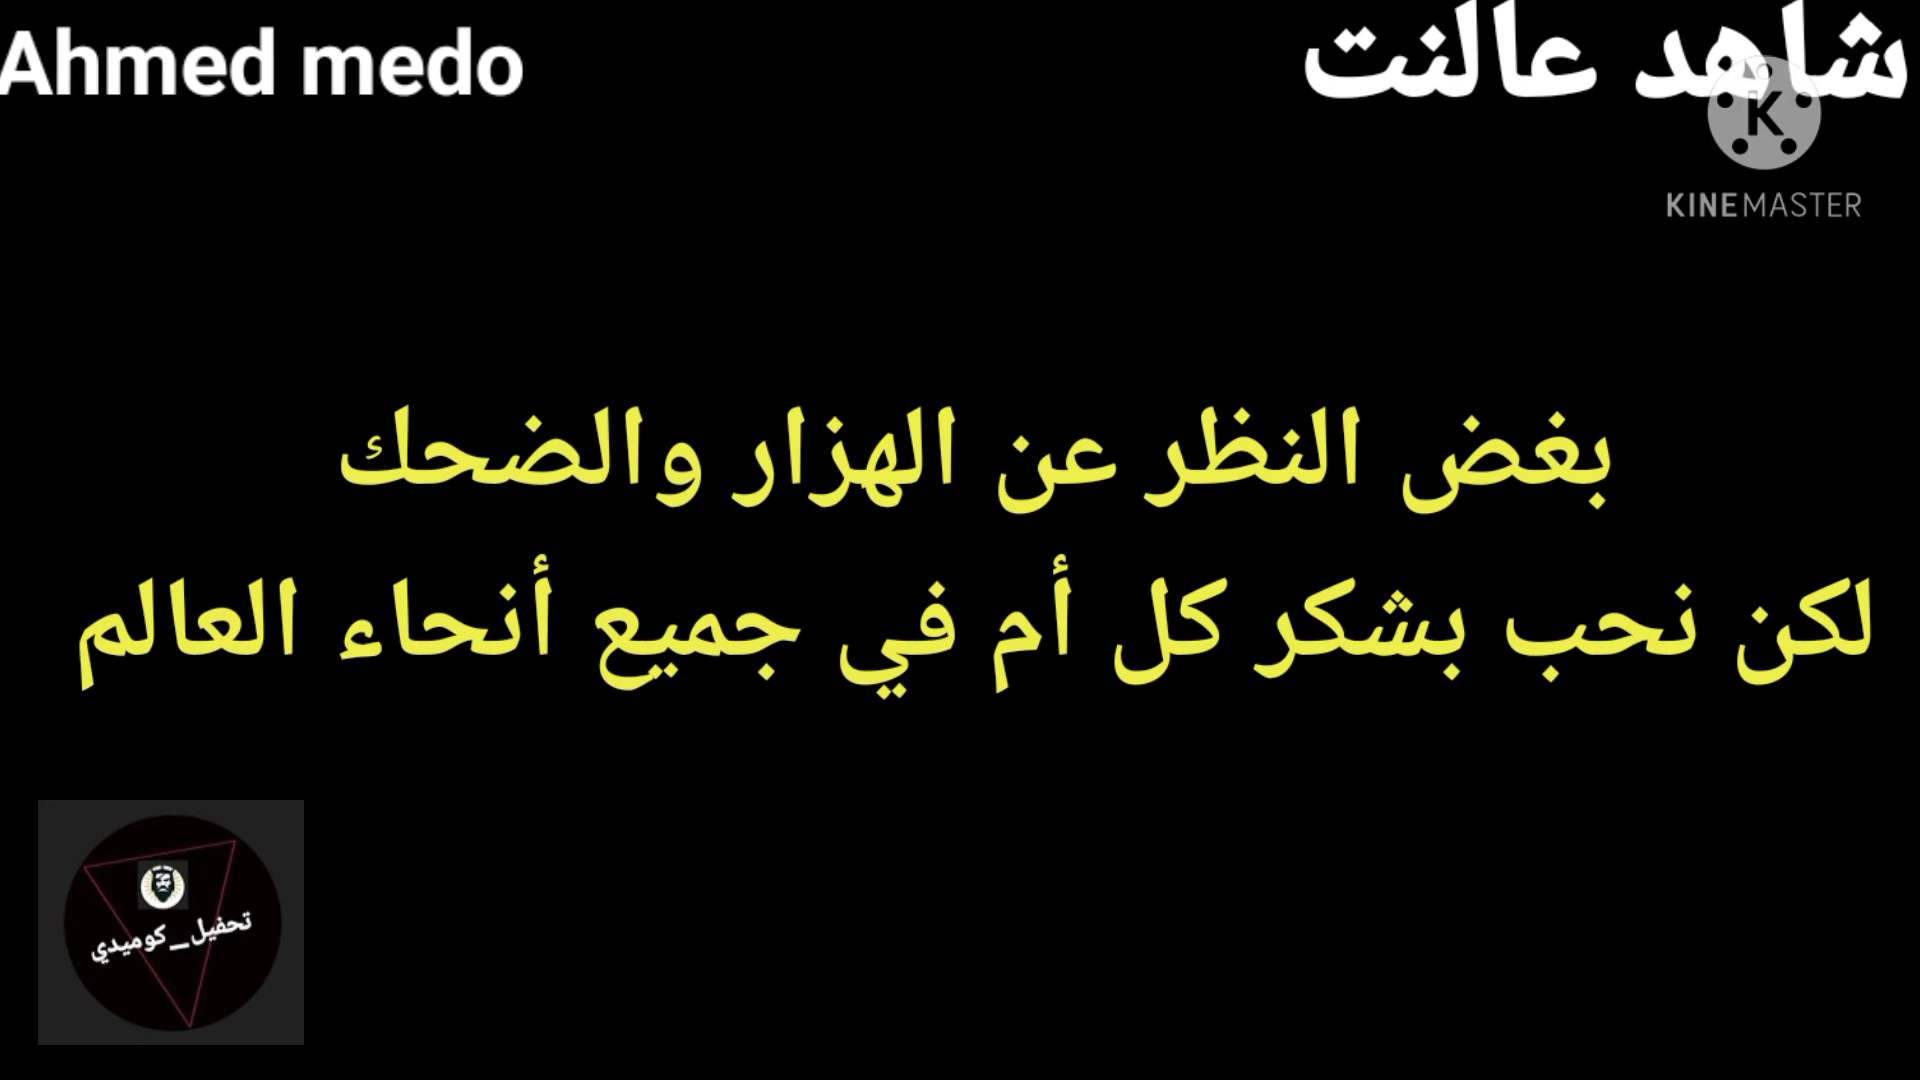 Ahmed medo
شاهد عالنت
KINEMASTER
بغض النظر عن الهزار والضحك
لكن نحب بشكر كل أم في جميع أنحاء العالم
تحفيل_كوميدي